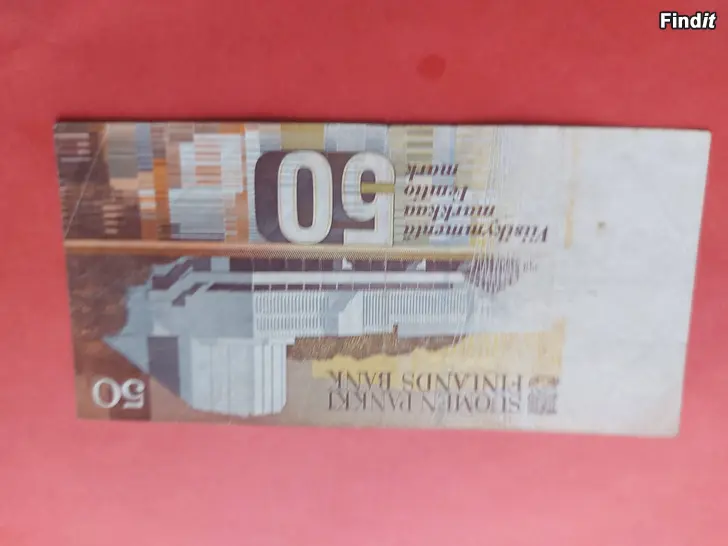 Findit
SUOMEN PANKKI
FINLANDS BANK
50
Viisikymmentä
markkaa
Femtio
mark
50